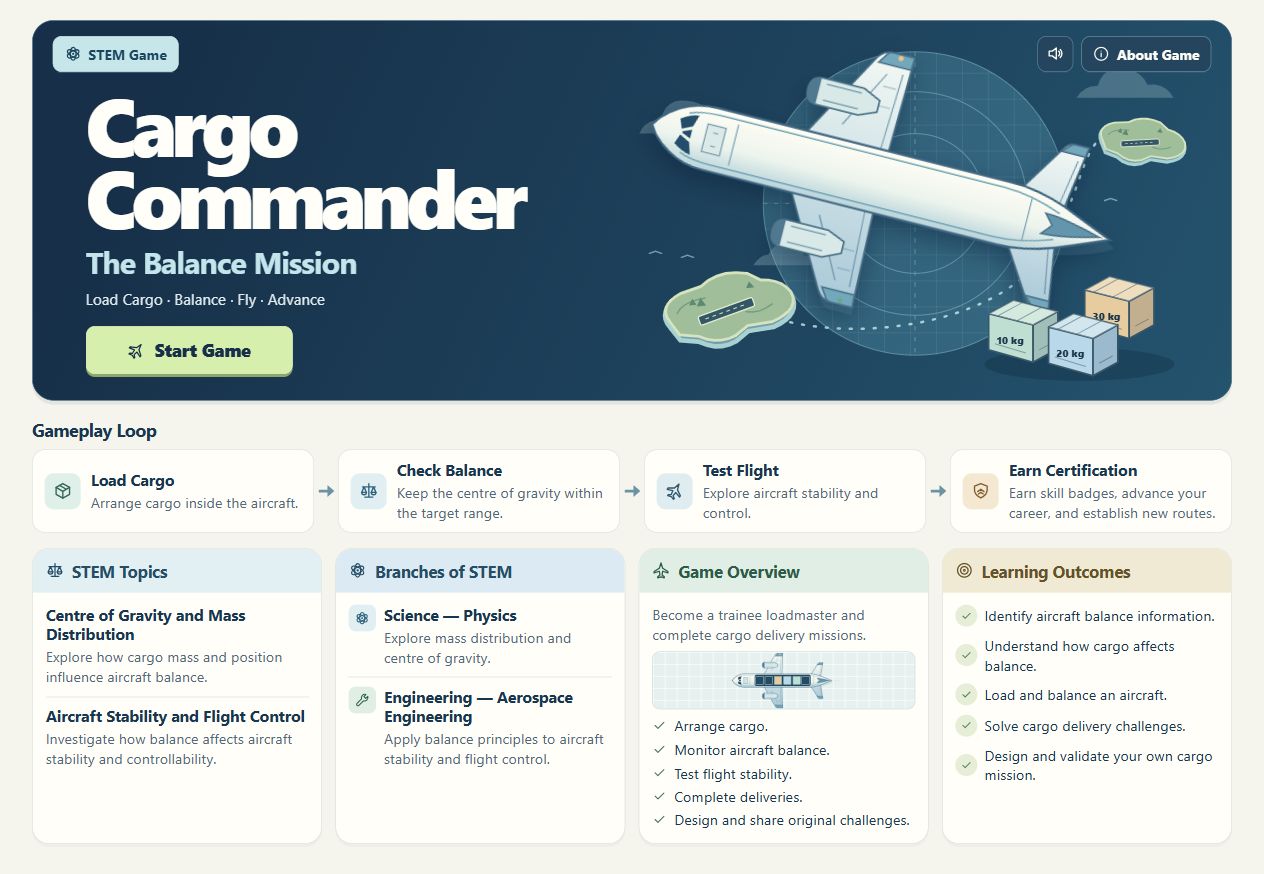 STEM Game
About Game
Cargo
Commander
The Balance Mission
Load Cargo · Balance · Fly · Advance
Start Game
10 kg
20 kg
30 kg
Gameplay Loop
Load Cargo
Arrange cargo inside the aircraft.
Check Balance
Keep the centre of gravity within
the target range.
Test Flight
Explore aircraft stability and
control.
Earn Certification
Earn skill badges, advance your
career, and establish new routes.
STEM Topics
Centre of Gravity and Mass
Distribution
Explore how cargo mass and position
influence aircraft balance.
Aircraft Stability and Flight Control
Investigate how balance affects aircraft
stability and controllability.
Branches of STEM
Science — Physics
Explore mass distribution and
centre of gravity.
Engineering — Aerospace
Engineering
Apply balance principles to aircraft
stability and flight control.
Game Overview
Become a trainee loadmaster and
complete cargo delivery missions.
Arrange cargo.
Monitor aircraft balance.
Test flight stability.
Complete deliveries.
Design and share original challenges.
Learning Outcomes
Identify aircraft balance information.
Understand how cargo affects
balance.
Load and balance an aircraft.
Solve cargo delivery challenges.
Design and validate your own cargo
mission.